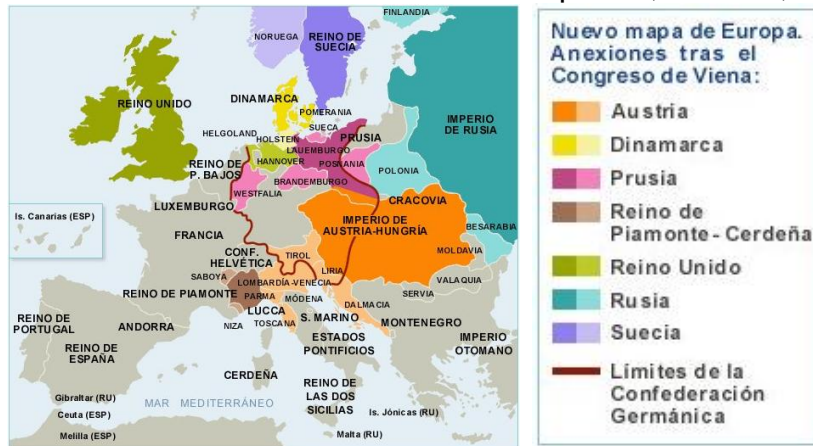 FINLANDIA
NORUEGA
REINO DE
SUECIA
REINO UNIDO
DINAMARCA
IMPERIO
DE RUSIA
POMERANIA
SUECA
HELGOLAND
HOLSTEIN
PRUSIA
LAUEMBURGO
HANNOVER
POSNANIA
REINO DE
P. BAJOS
POLONIA
BRANDEMBURGO
WESTFALIA
CRACOVIA
LUXEMBURGO
IMPERIO DE
AUSTRIA-HUNGRÍA
Is. Canarias (ESP)
BESARABIA
FRANCIA
MOLDAVIA
CONF.
HELVÉTICA
TIROL
LIRIA
SABOYA
LOMBARDÍA-VENECIA
VALAQUIA
REINO DE PIAMONTE
PARMA
MÓDENA
SERVIA
DALMACIA
LUCCA
S. MARINO
MONTENEGRO
NIZA
TOSCANA
REINO DE
PORTUGAL
ANDORRA
ESTADOS
PONTIFICIOS
IMPERIO
OTOMANO
REINO DE
ESPAÑA
CERDEÑA
REINO DE
LAS DOS
SICILIAS
Gibraltar (RU)
MAR MEDITERRÁNEO
Ceuta (ESP)
Is. Jónicas (RU)
Melilla (ESP)
Malta (RU)
Nuevo mapa de Europa.
Anexiones tras el
Congreso de Viena:
Austria
Dinamarca
Prusia
Reino de
Piamonte-Cerdeña
Reino Unido
Rusia
Suecia
Límites de la
Confederación
Germánica